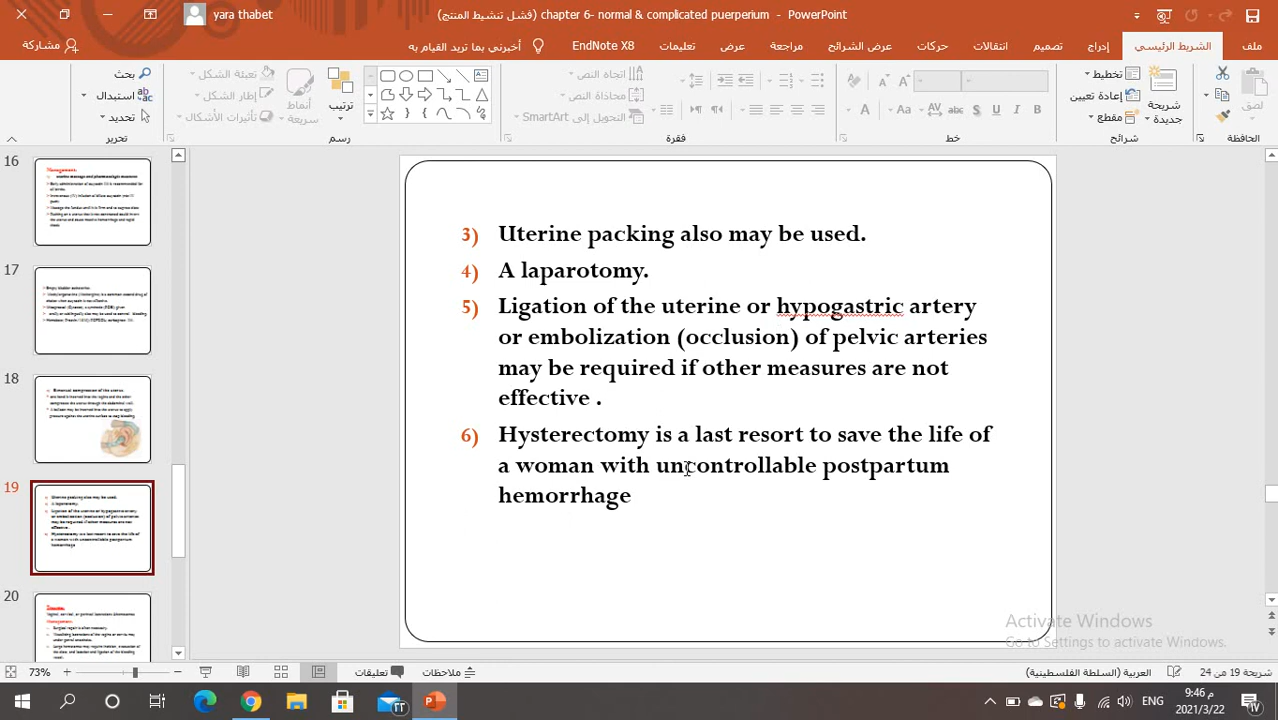 yara thabet
chapter 6- normal & complicated puerperium - PowerPoint (فشل تنشيط المنتج)
ملف
الشريط الرئيسي
إدراج
تصميم
انتقالات
حركات
عرض الشرائح
مراجعة
عرض
تعليمات
EndNote X8
أخبرني بما تريد القيام به
مشاركة
لصق
الحافظة
شريحة جديدة
تخطيط
إعادة تعيين
مقطع
شرائح
خط
فقرة
اتجاه النص
محاذاة النص
التحويل إلى SmartArt
ترتيب
أنماط سريعة
تعبئة الشكل
إطار الشكل
تأثيرات الأشكال
رسم
بحث
استبدال
تحديد
تحرير
16
17
18
19
20
3) Uterine packing also may be used.
4) A laparotomy.
5) Ligation of the uterine or hypogastric artery
or embolization (occlusion) of pelvic arteries
may be required if other measures are not
effective .
6) Hysterectomy is a last resort to save the life of
a woman with uncontrollable postpartum
hemorrhage
Activate Windows
Go to Settings to activate Windows.
73%
ملاحظات
تعليقات
العربية (السلطة الفلسطينية)
شريحة 19 من 24
ENG
9:46 م
2021/3/22